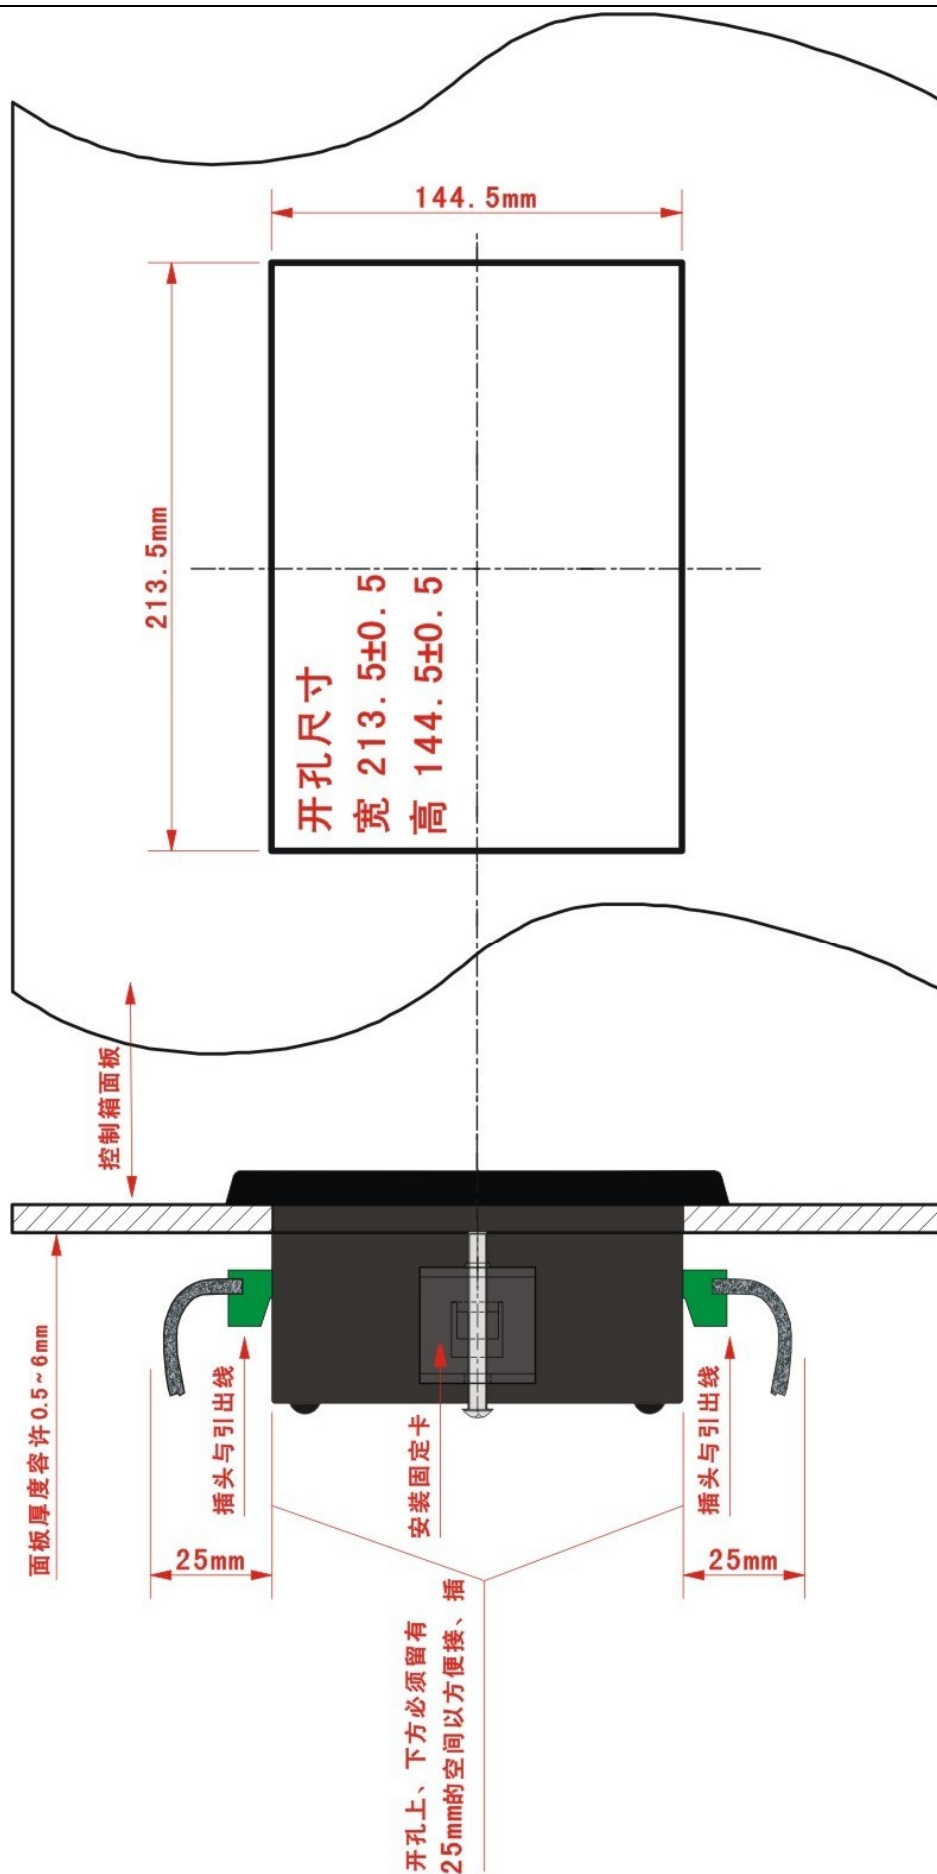 144.5mm
213.5mm
开孔尺寸
宽 213.5±0.5
高 144.5±0.5
控制箱面板
面板厚度容许0.5~6mm
插头与引出线
安装固定卡
插头与引出线
25mm
25mm
开孔上、下方必须留有
25mm的空间以方便接、插